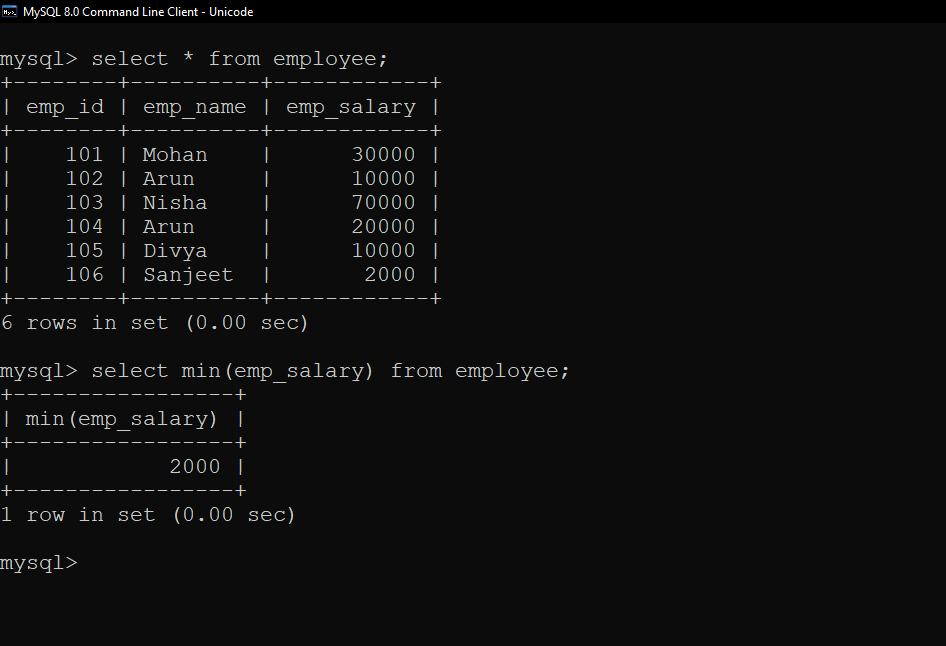 MySQL 8.0 Command Line Client - Unicode
mysql> select * from employee;
+--------+----------+------------+
| emp_id | emp_name | emp_salary |
+--------+----------+------------+
|    101 | Mohan    |      30000 |
|    102 | Arun     |      10000 |
|    103 | Nisha    |      70000 |
|    104 | Arun     |      20000 |
|    105 | Divya    |      10000 |
|    106 | Sanjeet  |       2000 |
+--------+----------+------------+
6 rows in set (0.00 sec)
mysql> select min(emp_salary) from employee;
+-----------------+
| min(emp_salary) |
+-----------------+
|            2000 |
+-----------------+
1 row in set (0.00 sec)
mysql>